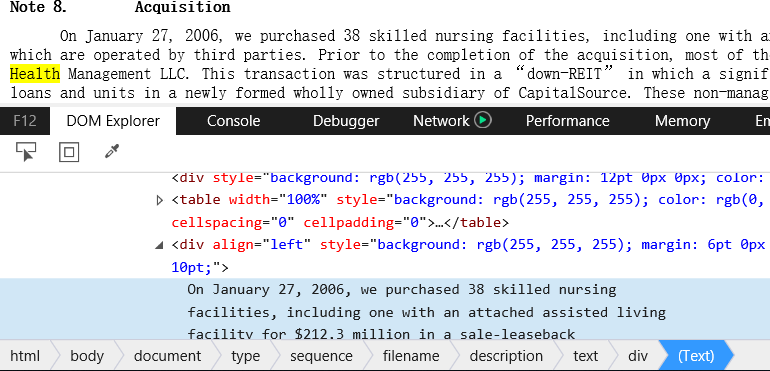 Note 8. Acquisition
On January 27, 2006, we purchased 38 skilled nursing facilities, including one with a
which are operated by third parties. Prior to the completion of the acquisition, most of th
Health Management LLC. This transaction was structured in a “down-REIT” in which a signif
loans and units in a newly formed wholly owned subsidiary of CapitalSource. These non-manag
F12 DOM Explorer Console Debugger Network Performance Memory Em
<div style="background: rgb(255, 255, 255); margin: 12pt 0px 0px; color:
<table width="100%" style="background: rgb(255, 255, 255); color: rgb(0,
cellspacing="0" cellpadding="0">…</table>
<div align="left" style="background: rgb(255, 255, 255); margin: 6pt 0px
10pt;">
On January 27, 2006, we purchased 38 skilled nursing
facilities, including one with an attached assisted living
facility for $212.3 million in a sale-leaseback
html body document type sequence filename description text div (Text)